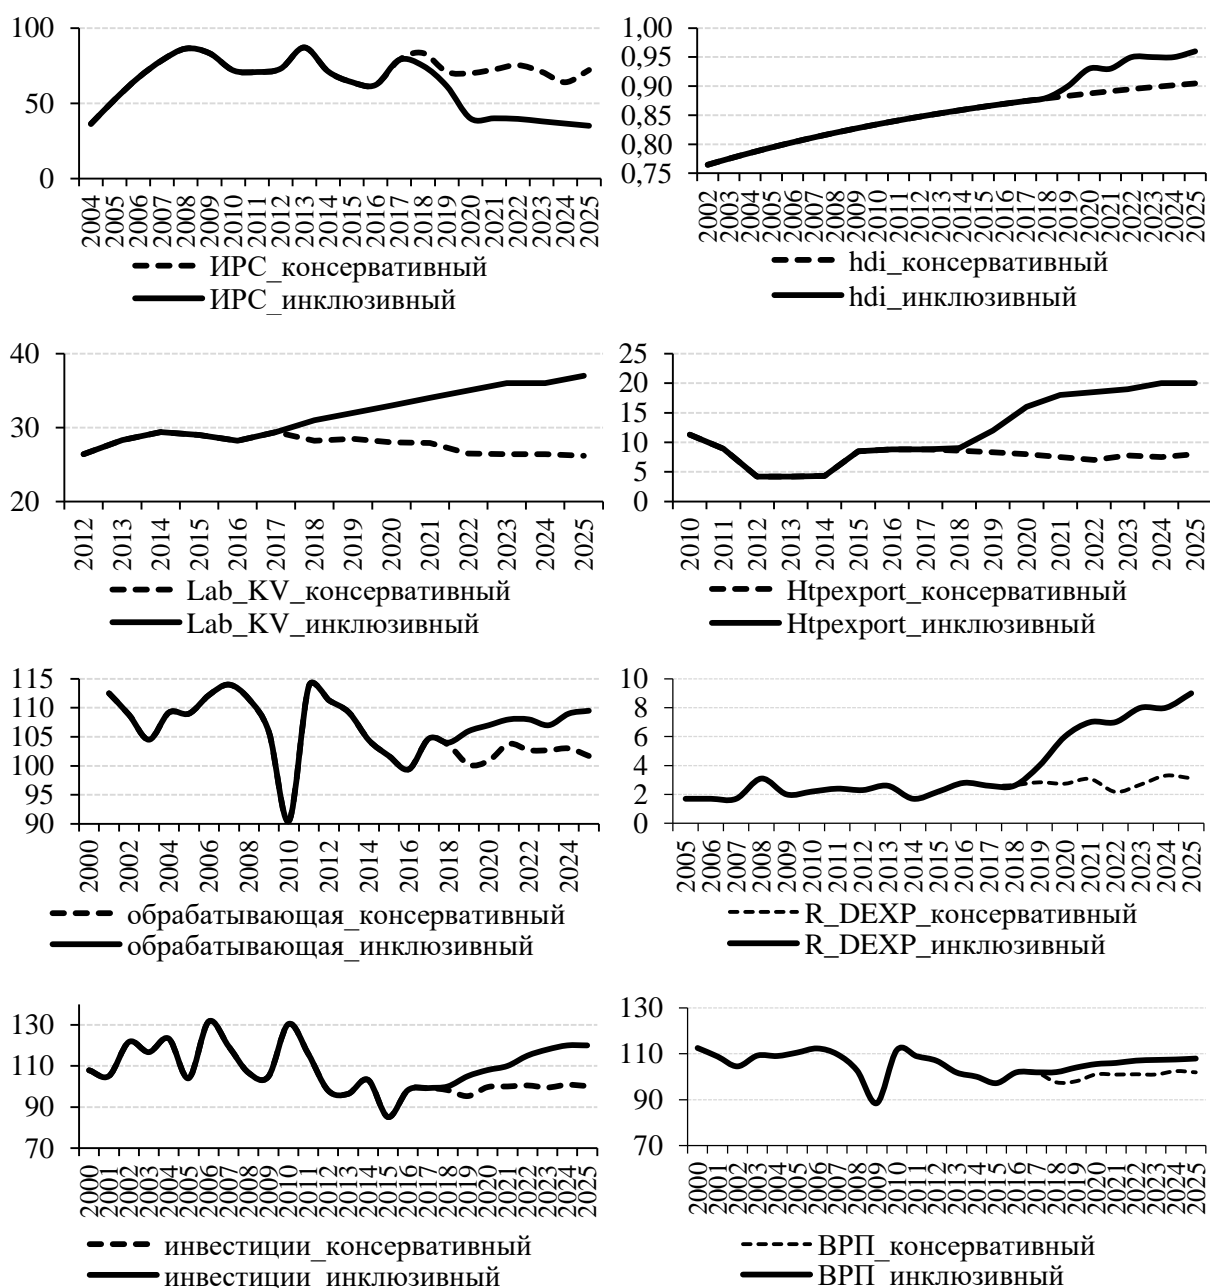 100
50
0
2004 2005 2006 2007 2008 2009 2010 2011 2012 2013 2014 2015 2016 2017 2018 2019 2020 2021 2022 2023 2024 2025
ИРС_консервативный
ИРС_инклюзивный
1,00
0,95
0,90
0,85
0,80
0,75
2002 2003 2004 2005 2006 2007 2008 2009 2010 2011 2012 2013 2014 2015 2016 2017 2018 2019 2020 2021 2022 2023 2024 2025
hdi_консервативный
hdi_инклюзивный
40
30
20
2012 2013 2014 2015 2016 2017 2018 2019 2020 2021 2022 2023 2024 2025
Lab_KV_консервативный
Lab_KV_инклюзивный
25
20
15
10
5
0
2010 2011 2012 2013 2014 2015 2016 2017 2018 2019 2020 2021 2022 2023 2024 2025
Htpexport_консервативный
Htpexport_инклюзивный
115
110
105
100
95
90
2000 2002 2004 2006 2008 2010 2012 2014 2016 2018 2020 2022 2024
обрабатывающая_консервативный
обрабатывающая_инклюзивный
10
8
6
4
2
0
2005 2006 2007 2008 2009 2010 2011 2012 2013 2014 2015 2016 2017 2018 2019 2020 2021 2022 2023 2024 2025
R_DEXP_консервативный
R_DEXP_инклюзивный
130
110
90
70
2000 2001 2002 2003 2004 2005 2006 2007 2008 2009 2010 2011 2012 2013 2014 2015 2016 2017 2018 2019 2020 2021 2022 2023 2024 2025
инвестиции_консервативный
инвестиции_инклюзивный
130
110
90
70
2000 2001 2002 2003 2004 2005 2006 2007 2008 2009 2010 2011 2012 2013 2014 2015 2016 2017 2018 2019 2020 2021 2022 2023 2024 2025
ВРП_консервативный
ВРП_инклюзивный